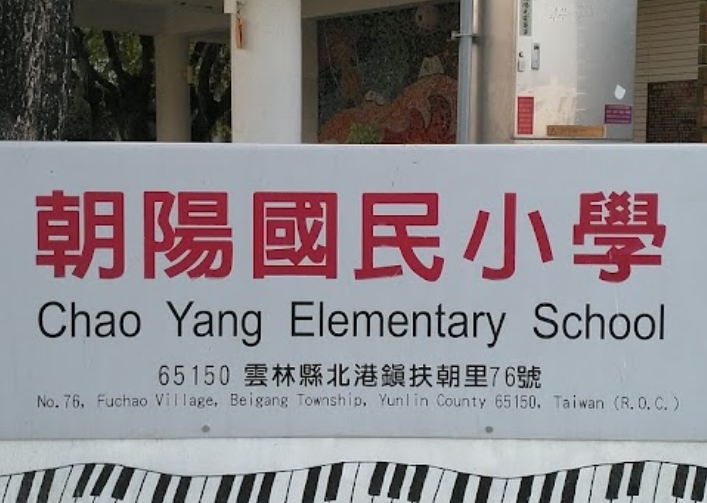 朝陽國民小學
Chao Yang Elementary School
65150 雲林縣北港鎮扶朝里76號
No.76, Fuchao Village, Beigang Township, Yunlin County 65150, Taiwan (R.O.C.)